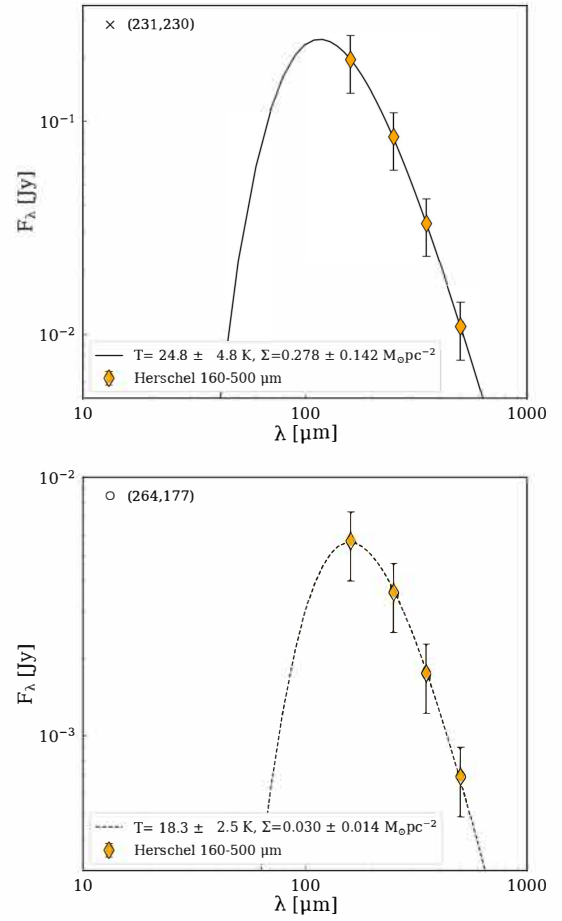 × (231,230)
10⁻¹
F_λ [Jy]
10⁻²
T= 24.8 ± 4.8 K, Σ=0.278 ± 0.142 M⊙pc⁻²
Herschel 160-500 μm
10 100 1000
λ [μm]
10⁻²
○ (264,177)
F_λ [Jy]
10⁻³
T= 18.3 ± 2.5 K, Σ=0.030 ± 0.014 M⊙pc⁻²
Herschel 160-500 μm
10 100 1000
λ [μm]